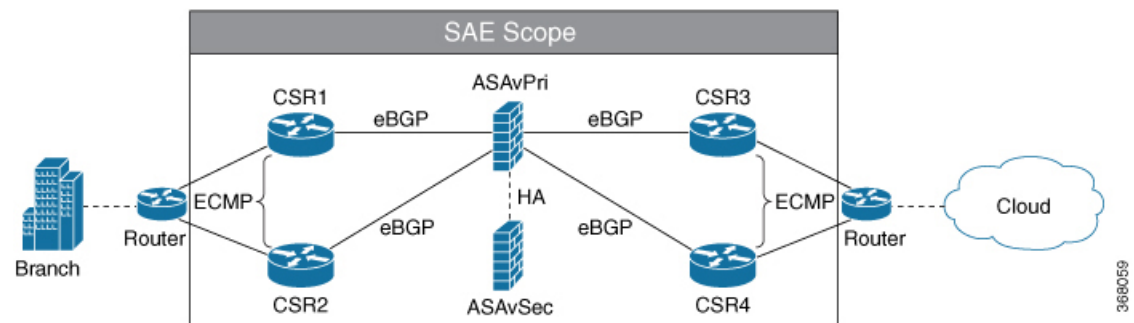 SAE Scope
ASAvPri
CSR1
CSR3
eBGP
eBGP
ECMP
HA
ECMP
Cloud
Router
Router
eBGP
eBGP
Branch
CSR2
ASAvSec
CSR4
368059